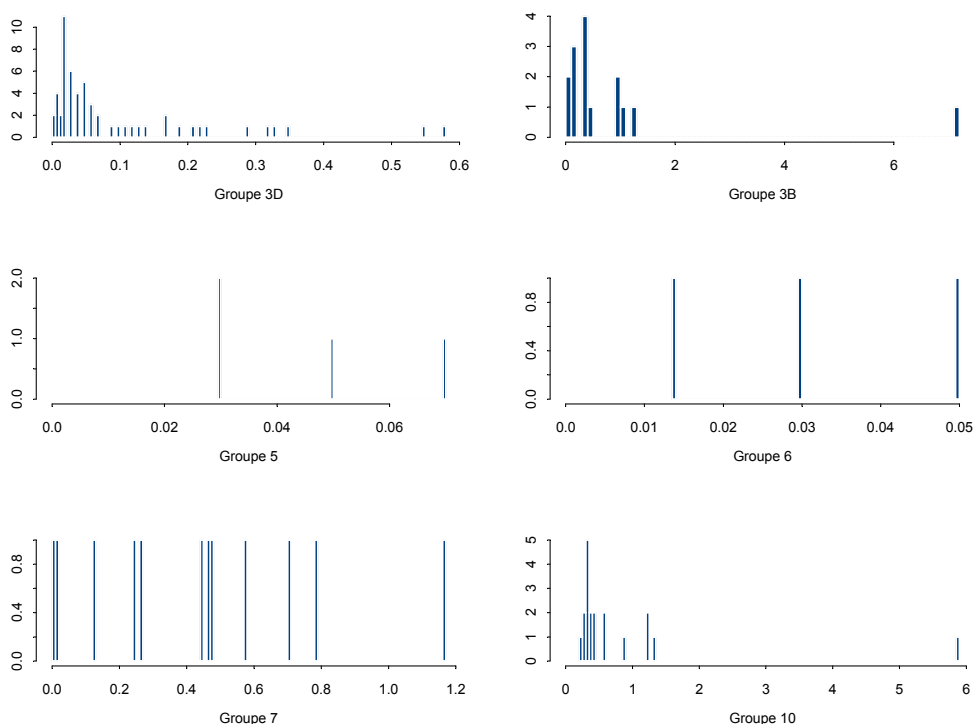 0 2 4 6 8 10
0.0 0.1 0.2 0.3 0.4 0.5 0.6
Groupe 3D
0 1 2 3 4
0 2 4 6
Groupe 3B
0.0 1.0 2.0
0.0 0.02 0.04 0.06
Groupe 5
0.0 0.4 0.8
0.0 0.01 0.02 0.03 0.04 0.05
Groupe 6
0.0 0.4 0.8
0.0 0.2 0.4 0.6 0.8 1.0 1.2
Groupe 7
0 1 2 3 4 5
0 1 2 3 4 5 6
Groupe 10